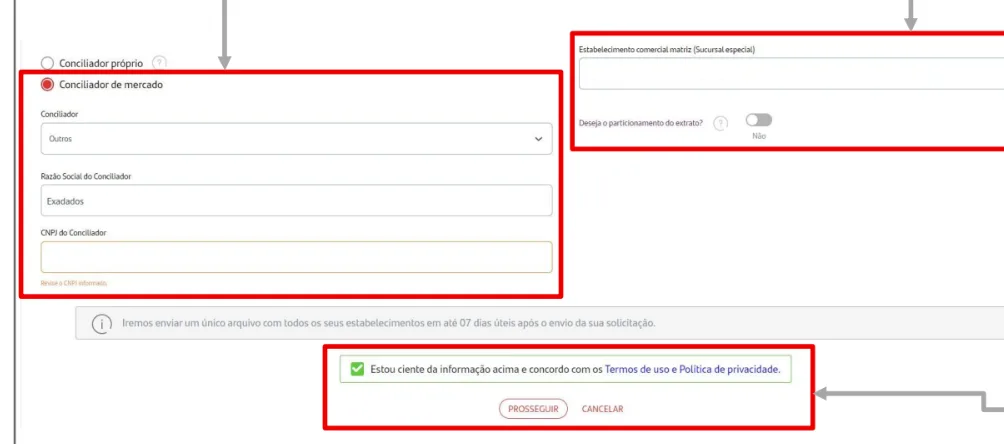 Conciliador próprio ?
Conciliador de mercado
Conciliador
Outros
Razão Social do Conciliador
Exadados
CNPJ do Conciliador
Revise o CNPJ informado.
Estabelecimento comercial matriz (Sucursal especial)
Deseja o particionamento do extrato? ?
Não
i Iremos enviar um único arquivo com todos os seus estabelecimentos em até 07 dias úteis após o envio da sua solicitação.
Estou ciente da informação acima e concordo com os Termos de uso e Política de privacidade.
PROSSEGUIR CANCELAR